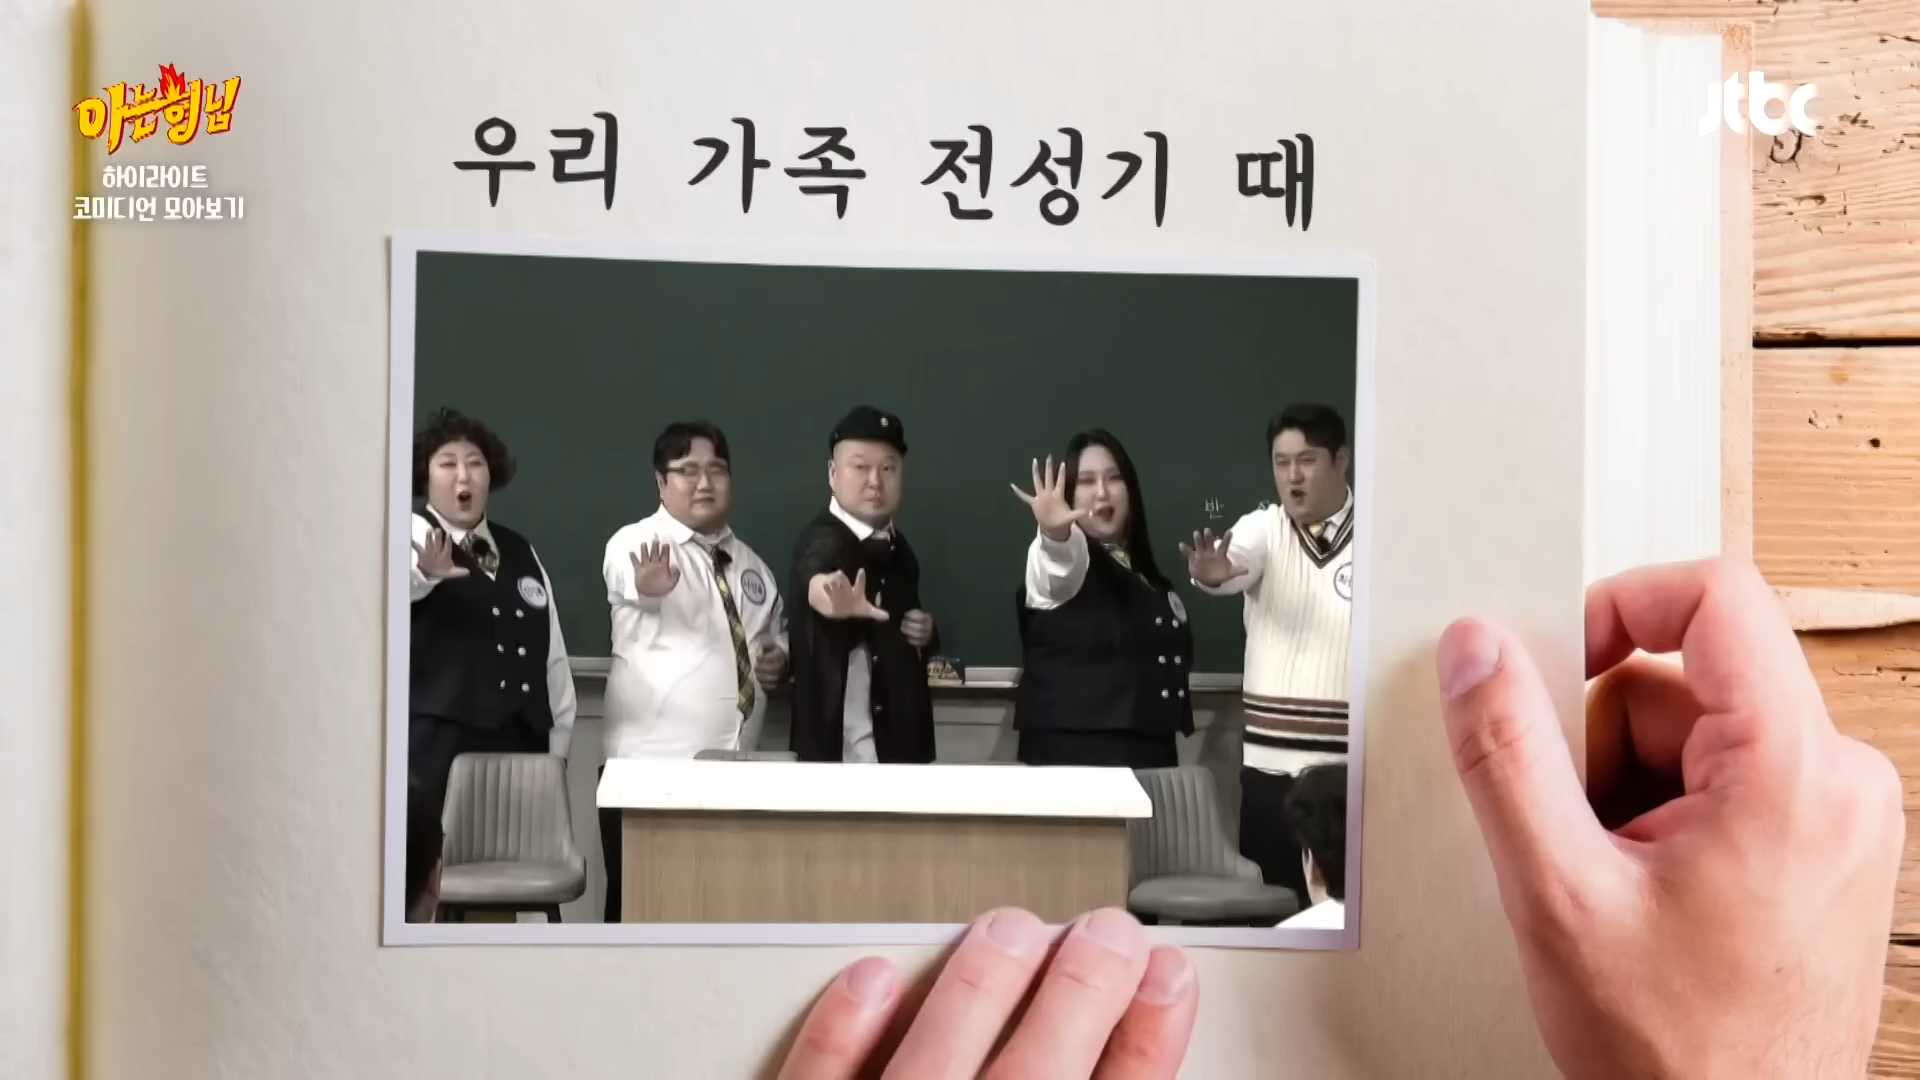 아는형님
하이라이트
코미디언 모아보기
jtbc
우리 가족 전성기 때
반